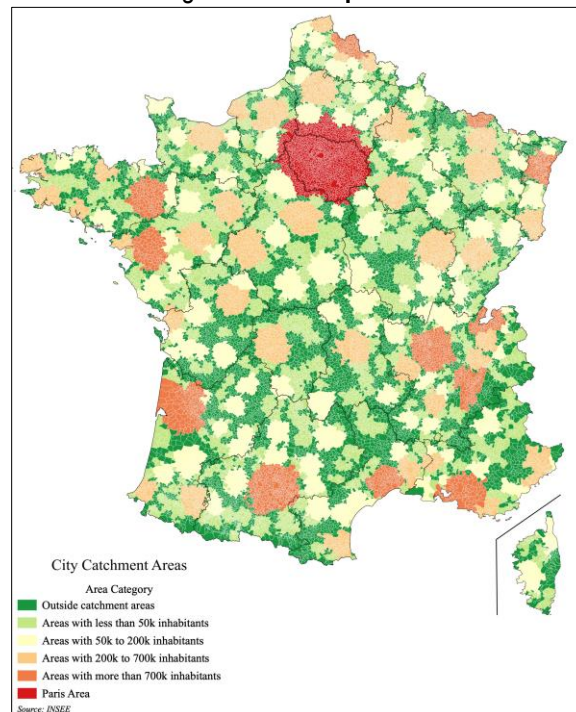 City Catchment Areas
Area Category
Outside catchment areas
Areas with less than 50k inhabitants
Areas with 50k to 200k inhabitants
Areas with 200k to 700k inhabitants
Areas with more than 700k inhabitants
Paris Area
Source: INSEE